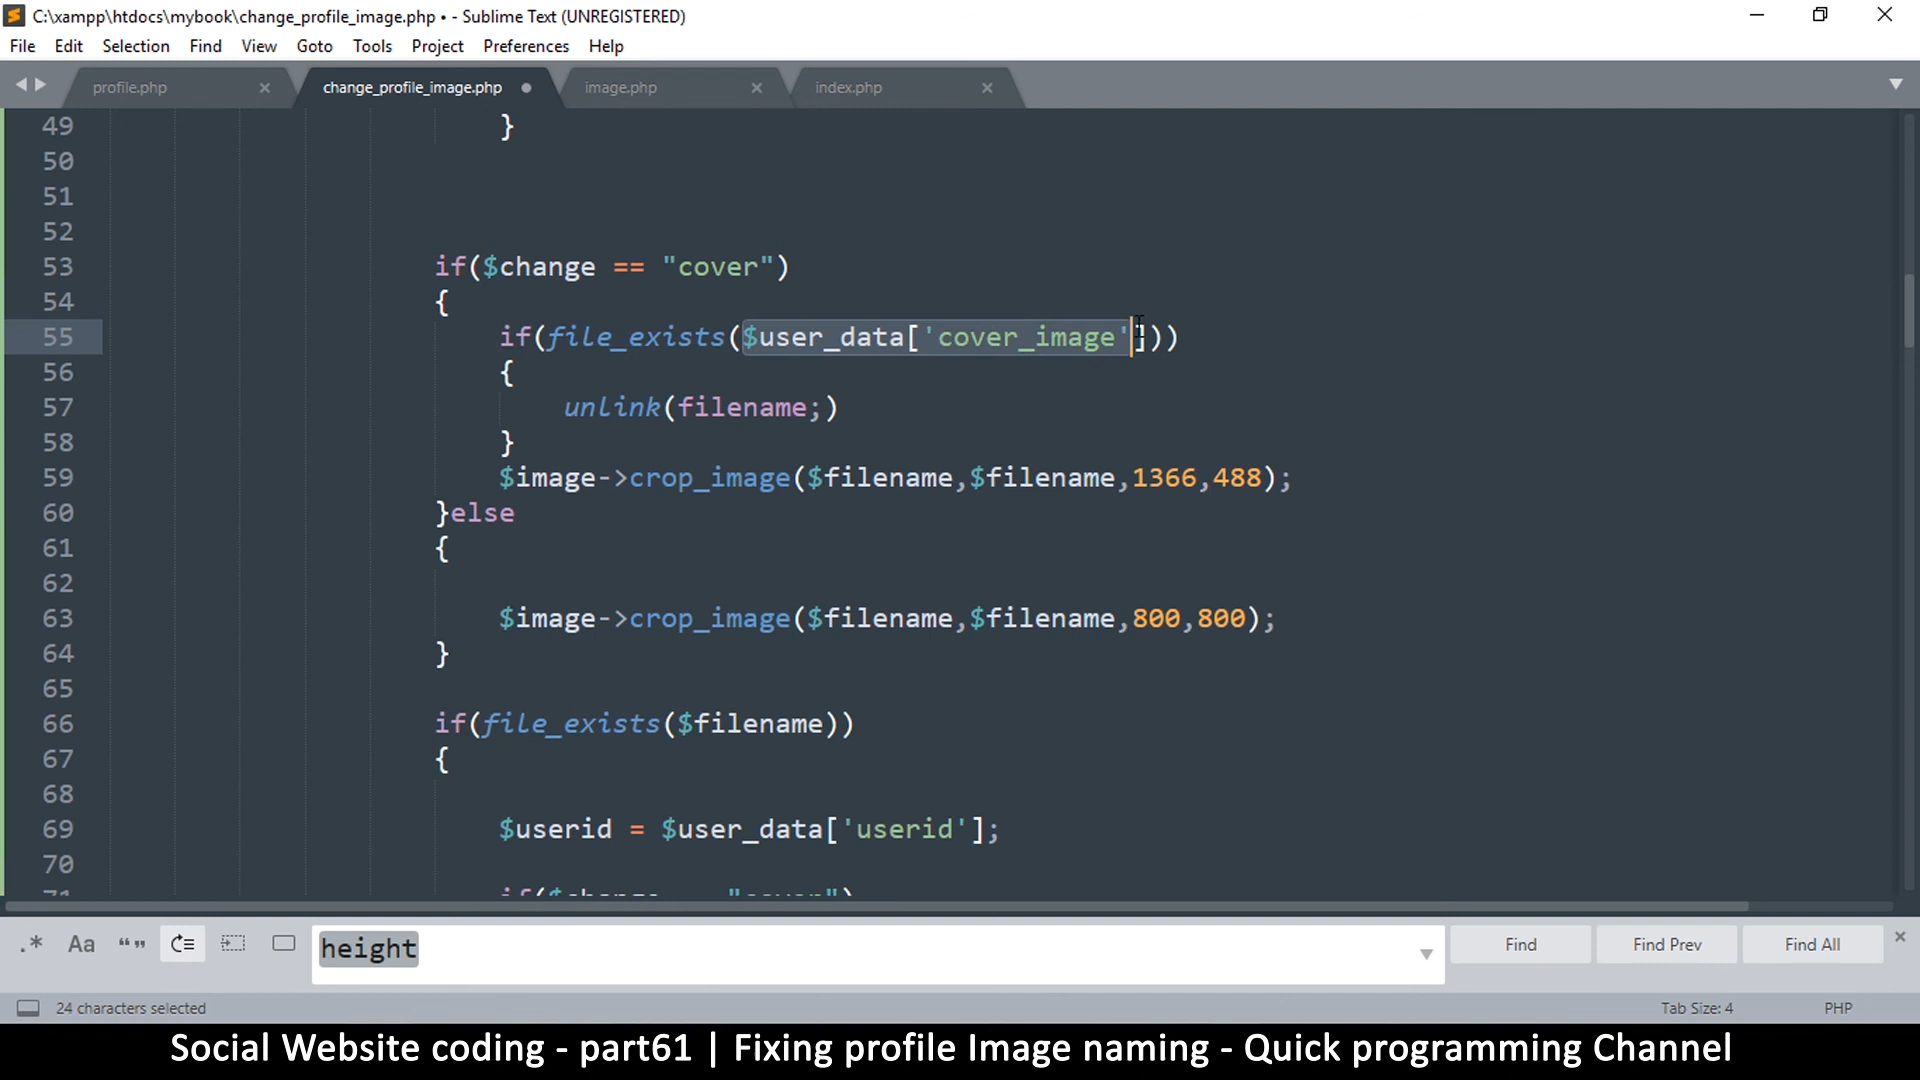 C:\xampp\htdocs\mybook\change_profile_image.php • - Sublime Text (UNREGISTERED)
File Edit Selection Find View Goto Tools Project Preferences Help
profile.php change_profile_image.php image.php index.php
49 }
50
51
52
53 if($change == "cover")
54 {
55 if(file_exists($user_data['cover_image']))
56 {
57 unlink(filename;)
58 }
59 $image->crop_image($filename,$filename,1366,488);
60 }else
61 {
62
63 $image->crop_image($filename,$filename,800,800);
64 }
65
66 if(file_exists($filename))
67 {
68
69 $userid = $user_data['userid'];
70
.* Aa “” height Find Find Prev Find All
24 characters selected Tab Size: 4 PHP
Social Website coding - part61 | Fixing profile Image naming - Quick programming Channel